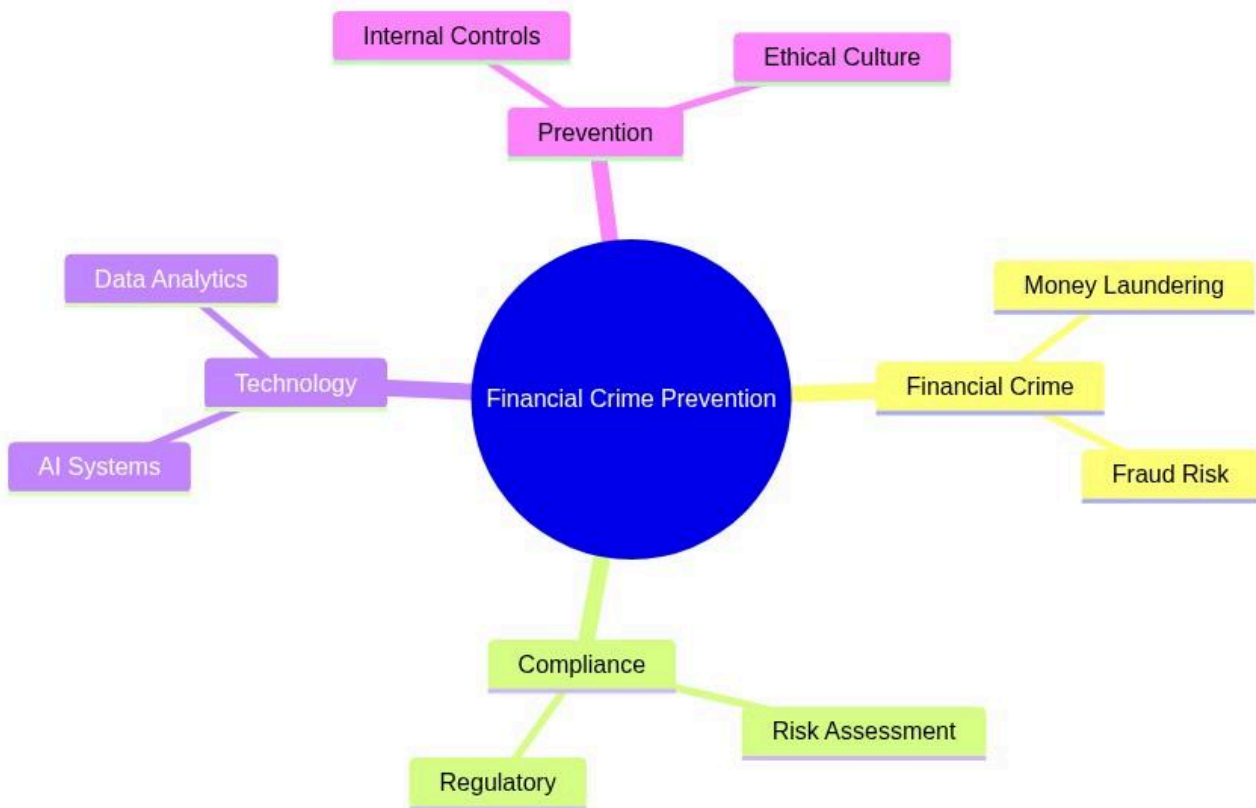 Internal Controls
Ethical Culture
Prevention
Data Analytics
Money Laundering
Technology
Financial Crime Prevention
Financial Crime
AI Systems
Fraud Risk
Compliance
Risk Assessment
Regulatory